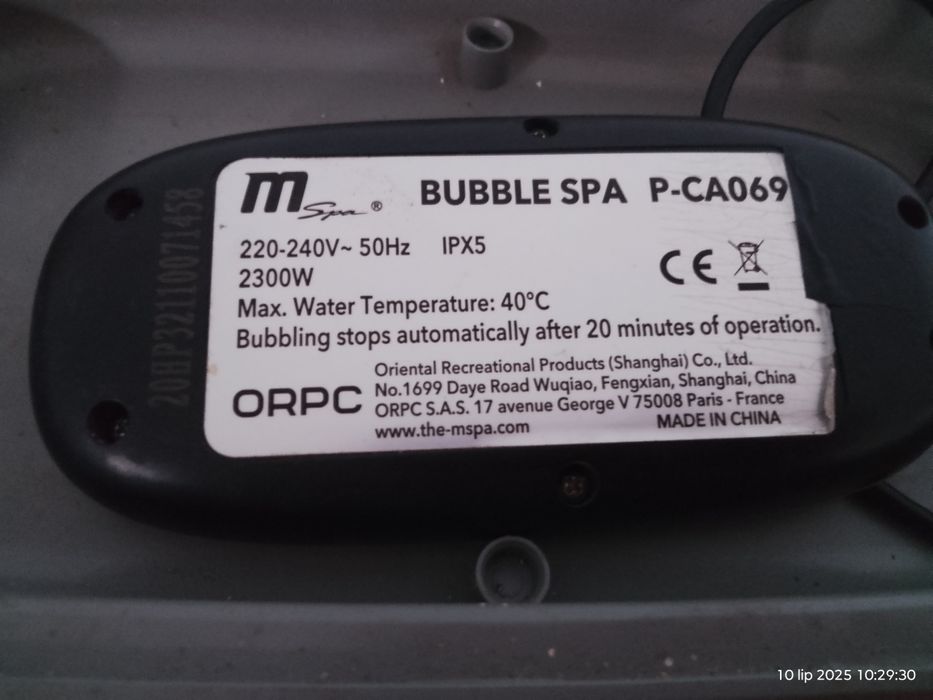 mSpa®
BUBBLE SPA P-CA069
220-240V~ 50Hz IPX5
2300W
CE
Max. Water Temperature: 40°C
Bubbling stops automatically after 20 minutes of operation.
ORPC
Oriental Recreational Products (Shanghai) Co., Ltd.
No.1699 Daye Road Wuqiao, Fengxian, Shanghai, China
ORPC S.A.S. 17 avenue George V 75008 Paris - France
www.the-mspa.com MADE IN CHINA
10 lip 2025 10:29:30